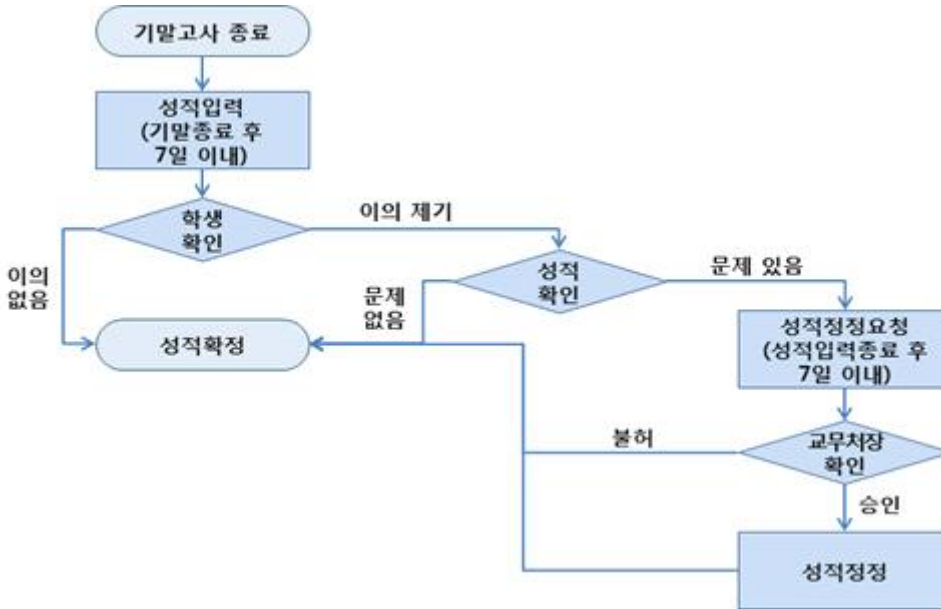 기말고사 종료
성적입력
(기말종료 후
7일 이내)
학생
확인
이의 제기
이의
없음
성적
확인
문제 있음
문제
없음
성적확정
성적정정요청
(성적입력종료 후
7일 이내)
불허
교무처장
확인
승인
성적정정